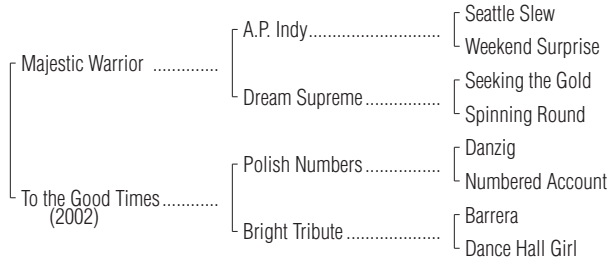 Seattle Slew
A.P. Indy............................
Weekend Surprise
Majestic Warrior ..............
Seeking the Gold
Dream Supreme................
Spinning Round
Danzig
Polish Numbers................
Numbered Account
To the Good Times............
(2002)
Barrera
Bright Tribute ....................
Dance Hall Girl